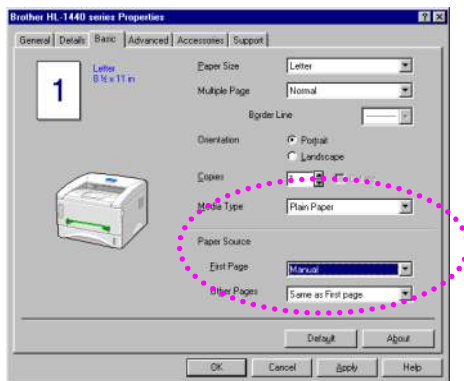 Brother HL-1440 series Properties
General Details Basic Advanced Accessories Support
1
Letter
8 ½ x 11 in
Paper Size Letter
Multiple Page Normal
Border Line
Orientation Portrait
Landscape
Copies
Media Type Plain Paper
Paper Source
First Page Manual
Other Pages Same as First page
Default About
OK Cancel Apply Help